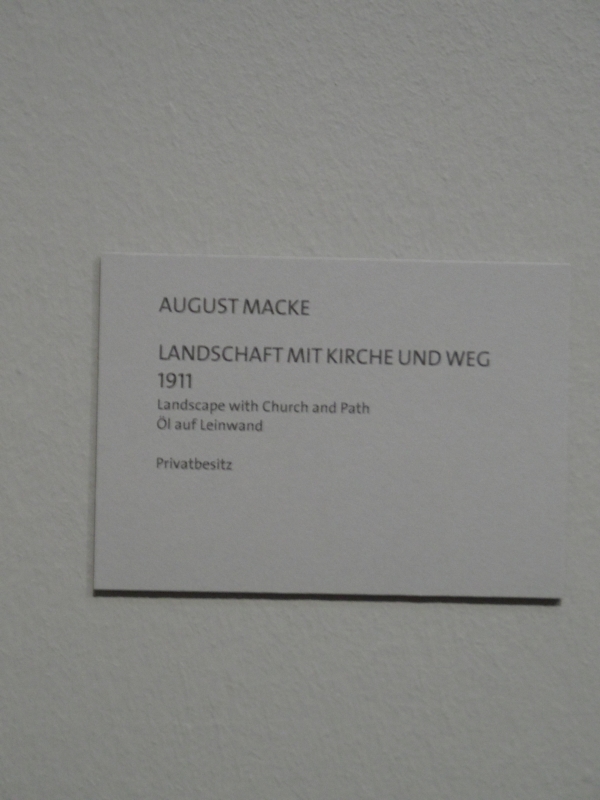 AUGUST MACKE
LANDSCHAFT MIT KIRCHE UND WEG
1911
Landscape with Church and Path
Öl auf Leinwand
Privatbesitz